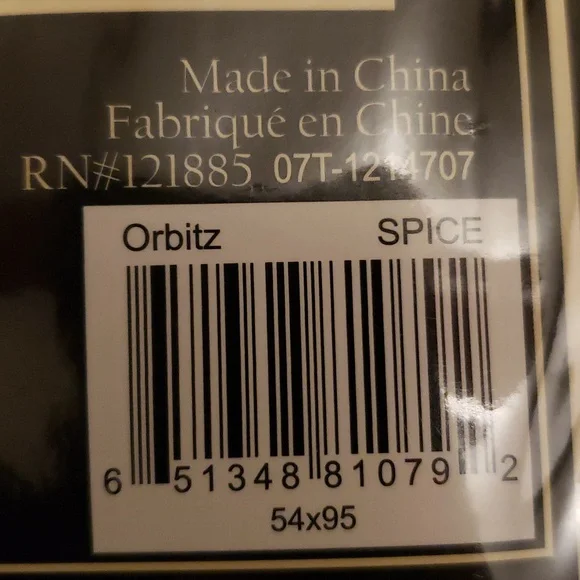 Made in China
Fabriqué en Chine
RN#121885 07T-1214707
Orbitz SPICE
6 51348 81079 2
54x95